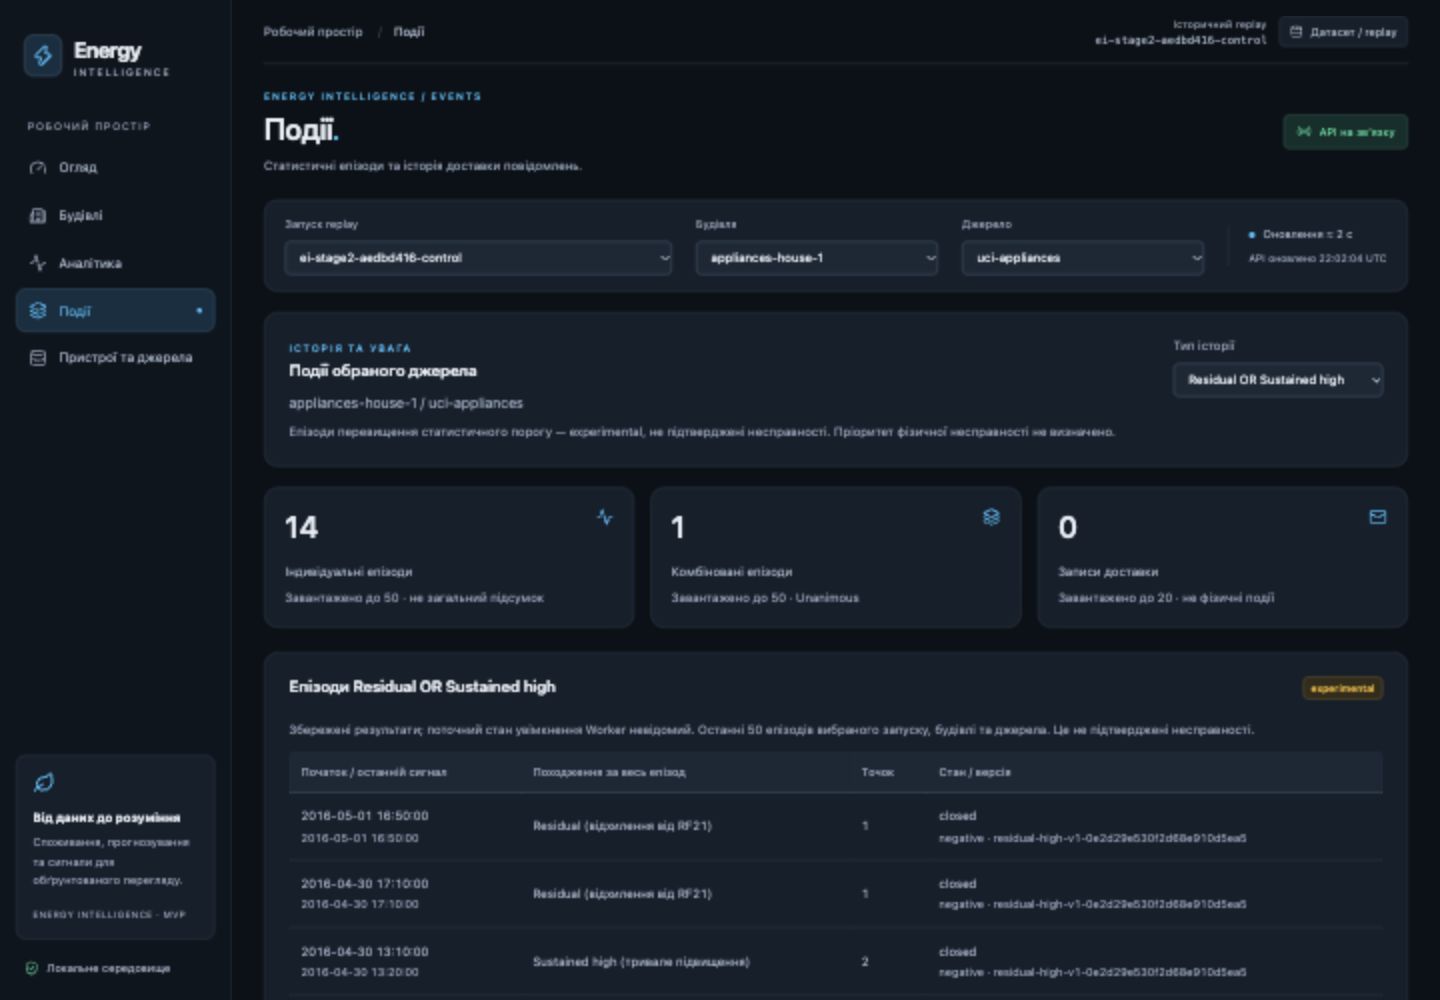 Energy
INTELLIGENCE
РОБОЧИЙ ПРОСТІР
Огляд
Будівлі
Аналітика
Події
Пристрої та джерела
Від даних до розуміння
Споживання, прогнозування
та сигнали для
обґрунтованого перегляду.
ENERGY INTELLIGENCE · MVP
Локальне середовище
Робочий простір / Події
Історичний replay
ei-stage2-aedbd416-control
Датасет / replay
ENERGY INTELLIGENCE / EVENTS
Події.
Статистичні епізоди та історія доставки повідомлень.
API на зв'язку
Запуск replay
ei-stage2-aedbd416-control
Будівля
appliances-house-1
Джерело
uci-appliances
Оновлення ≈ 2 с
API оновлено 22:02:04 UTC
ІСТОРІЯ ТА УВАГА
Події обраного джерела
appliances-house-1 / uci-appliances
Епізоди перевищення статистичного порогу — experimental, не підтверджені несправності. Пріоритет фізичної несправності не визначено.
Тип історії
Residual OR Sustained high
14
Індивідуальні епізоди
Завантажено до 50 · не загальний підсумок
1
Комбіновані епізоди
Завантажено до 50 · Unanimous
0
Записи доставки
Завантажено до 20 · не фізичні події
Епізоди Residual OR Sustained high
experimental
Збережені результати; поточний стан увімкнення Worker невідомий. Останні 50 епізодів вибраного запуску, будівлі та джерела. Це не підтверджені несправності.
Початок / останній сигнал Походження за весь епізод Точок Стан / версія
2016-05-01 16:50:00
2016-05-01 16:50:00
Residual (відхилення від RF21)
1
closed
negative · residual-high-v1-0e2d29e530f2d68e910d5ea5
2016-04-30 17:10:00
2016-04-30 17:10:00
Residual (відхилення від RF21)
1
closed
negative · residual-high-v1-0e2d29e530f2d68e910d5ea5
2016-04-30 13:10:00
2016-04-30 13:20:00
Sustained high (тривале підвищення)
2
closed
negative · residual-high-v1-0e2d29e530f2d68e910d5ea5